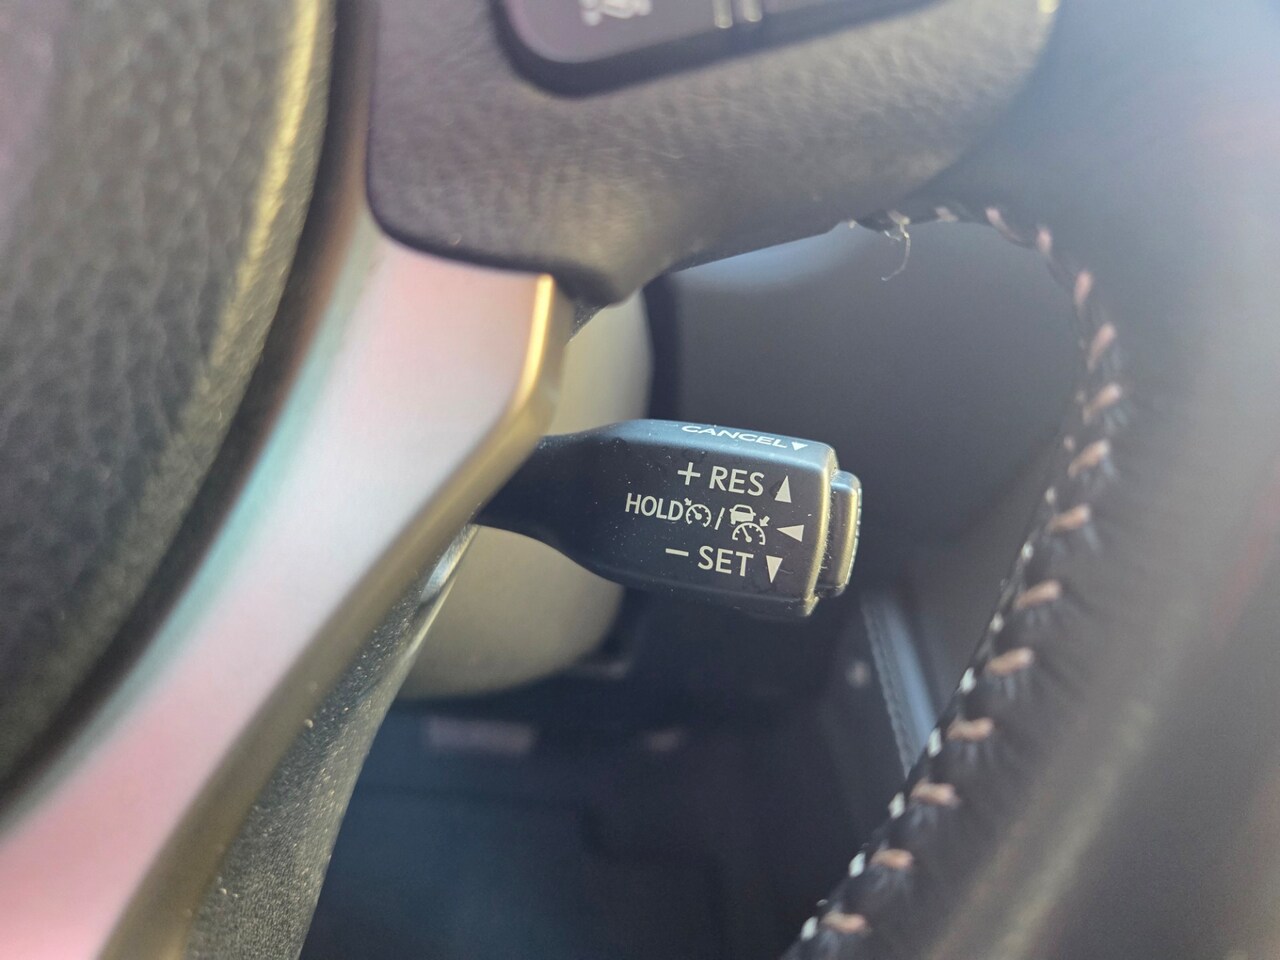 CANCEL▼
+ RES ▲
HOLD / ◀
− SET ▼